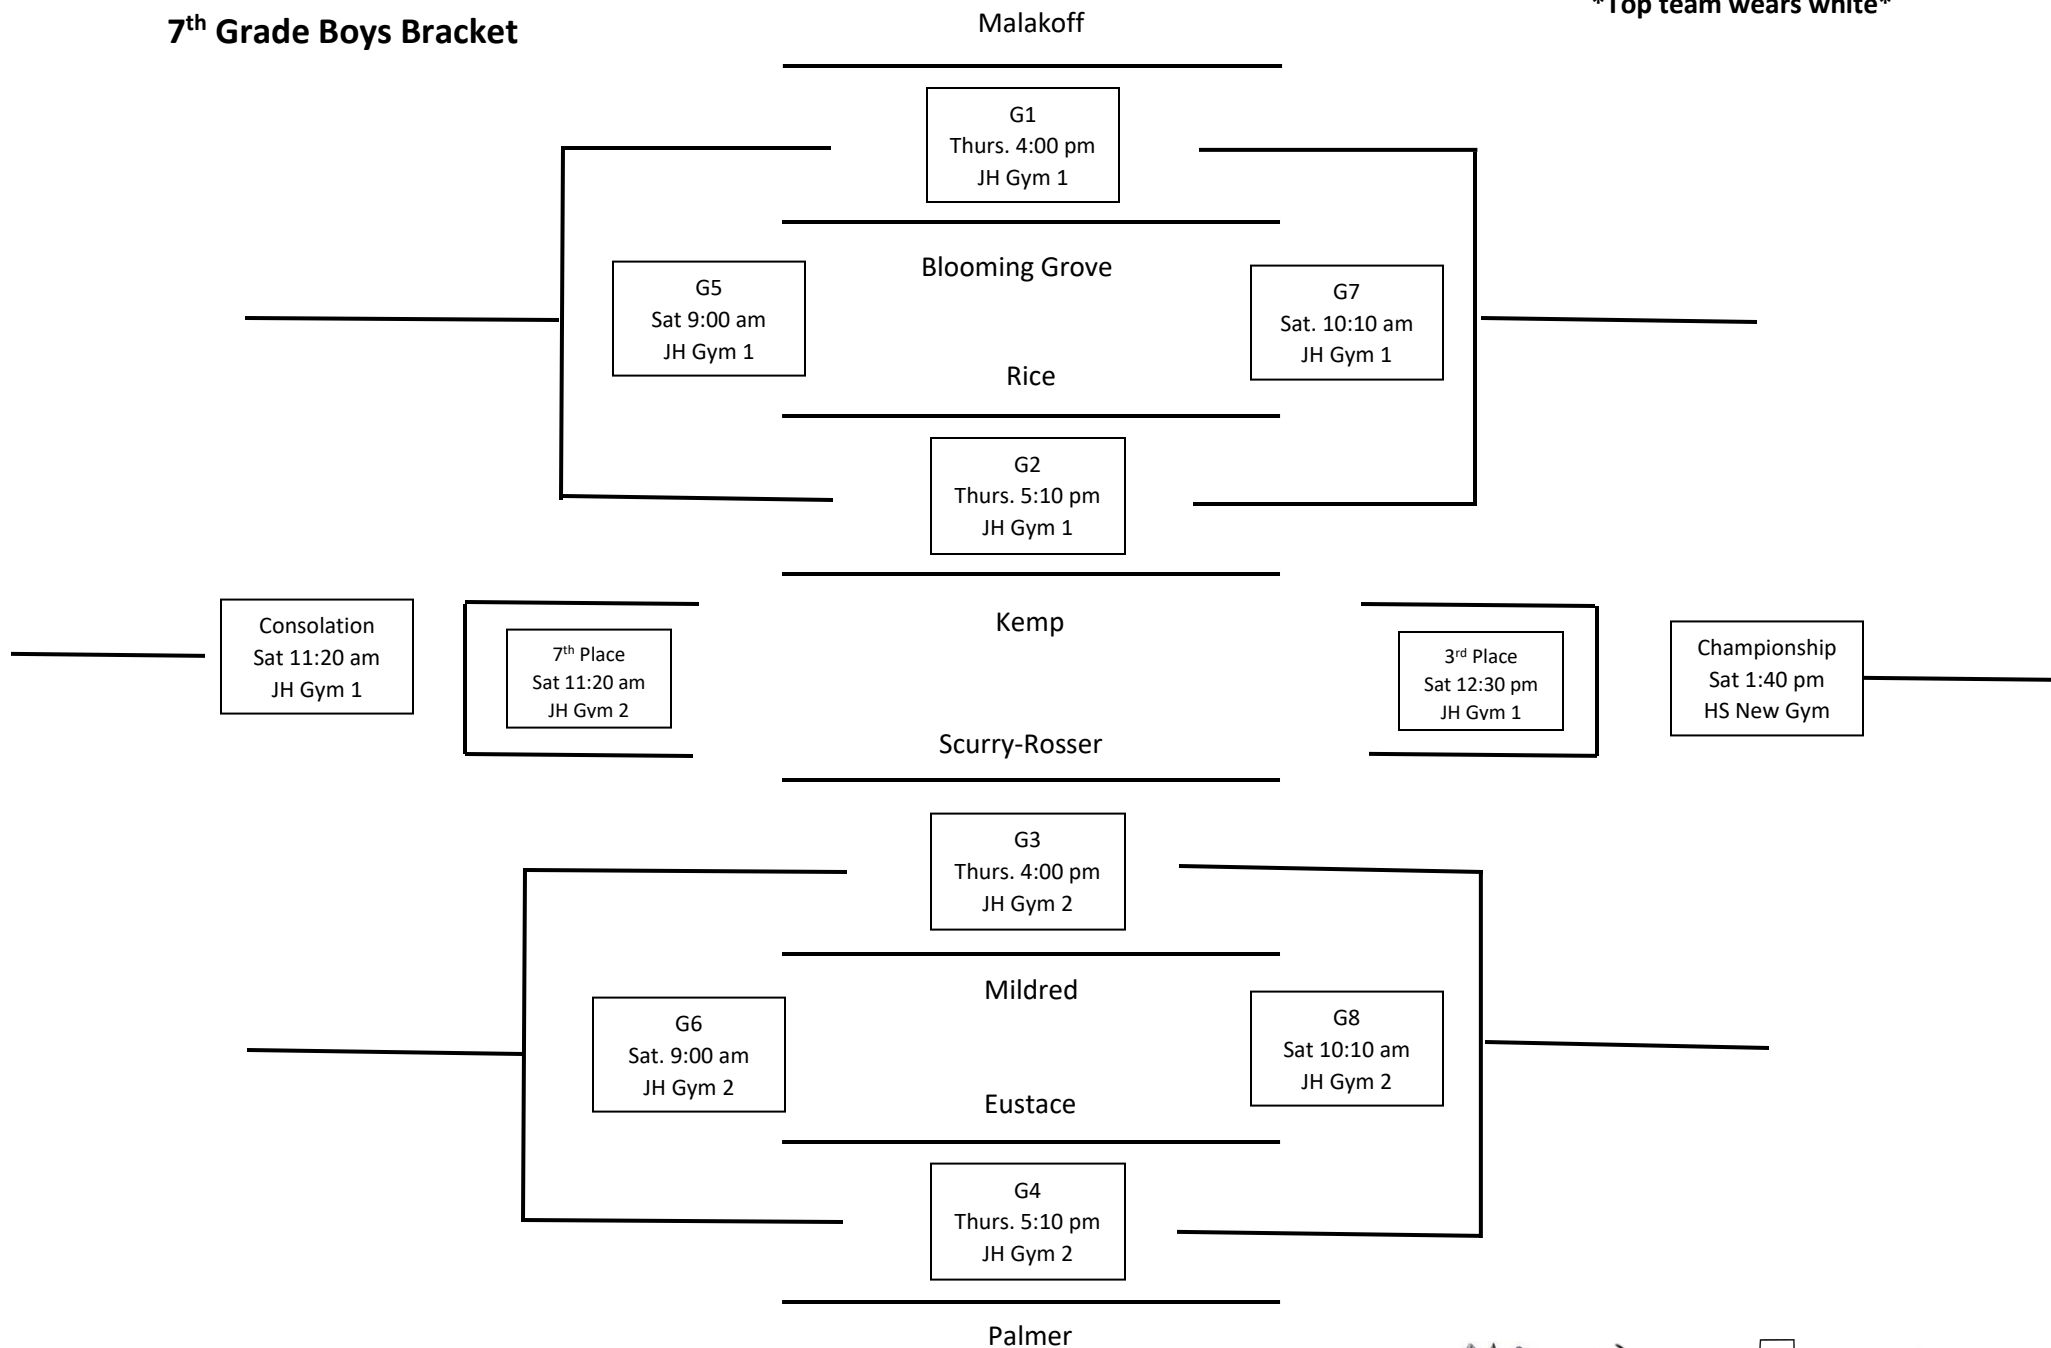 *Top team wears white*
7th Grade Boys Bracket
Malakoff
G1
Thurs. 4:00 pm
JH Gym 1
Blooming Grove
G5
Sat 9:00 am
JH Gym 1
G7
Sat. 10:10 am
JH Gym 1
Rice
G2
Thurs. 5:10 pm
JH Gym 1
Kemp
Consolation
Sat 11:20 am
JH Gym 1
7th Place
Sat 11:20 am
JH Gym 2
3rd Place
Sat 12:30 pm
JH Gym 1
Championship
Sat 1:40 pm
HS New Gym
Scurry-Rosser
G3
Thurs. 4:00 pm
JH Gym 2
Mildred
G6
Sat. 9:00 am
JH Gym 2
G8
Sat 10:10 am
JH Gym 2
Eustace
G4
Thurs. 5:10 pm
JH Gym 2
Palmer